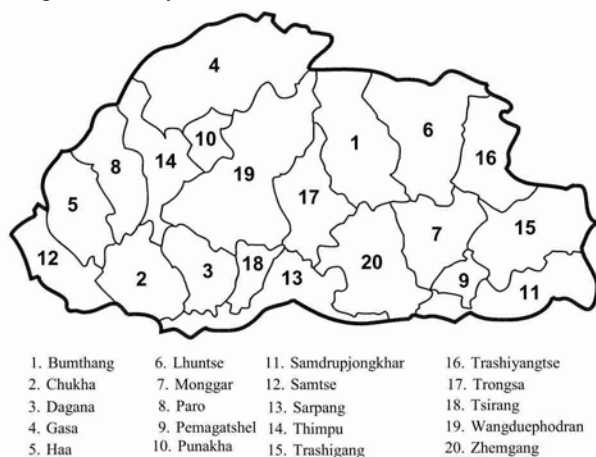 4
10
1
6
8
14
16
19
17
5
15
7
12
2
3
18
13
20
9
11
1. Bumthang
2. Chukha
3. Dagana
4. Gasa
5. Haa
6. Lhuntse
7. Monggar
8. Paro
9. Pemagatshel
10. Punakha
11. Samdrupjongkhar
12. Samtse
13. Sarpang
14. Thimpu
15. Trashigang
16. Trashiyangtse
17. Trongsa
18. Tsirang
19. Wangduephodran
20. Zhemgang